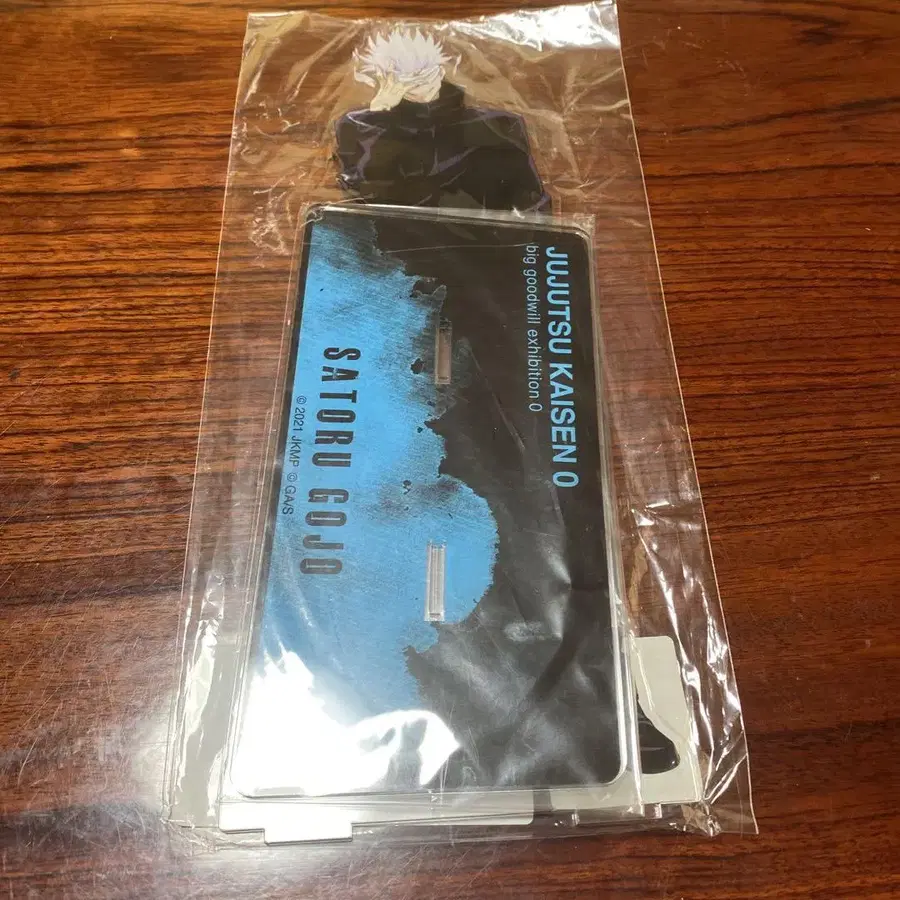 JUJUTSU KAISEN 0
big goodwill exhibition 0
SATORU GOJO
© 2021 JKMP © GA/S